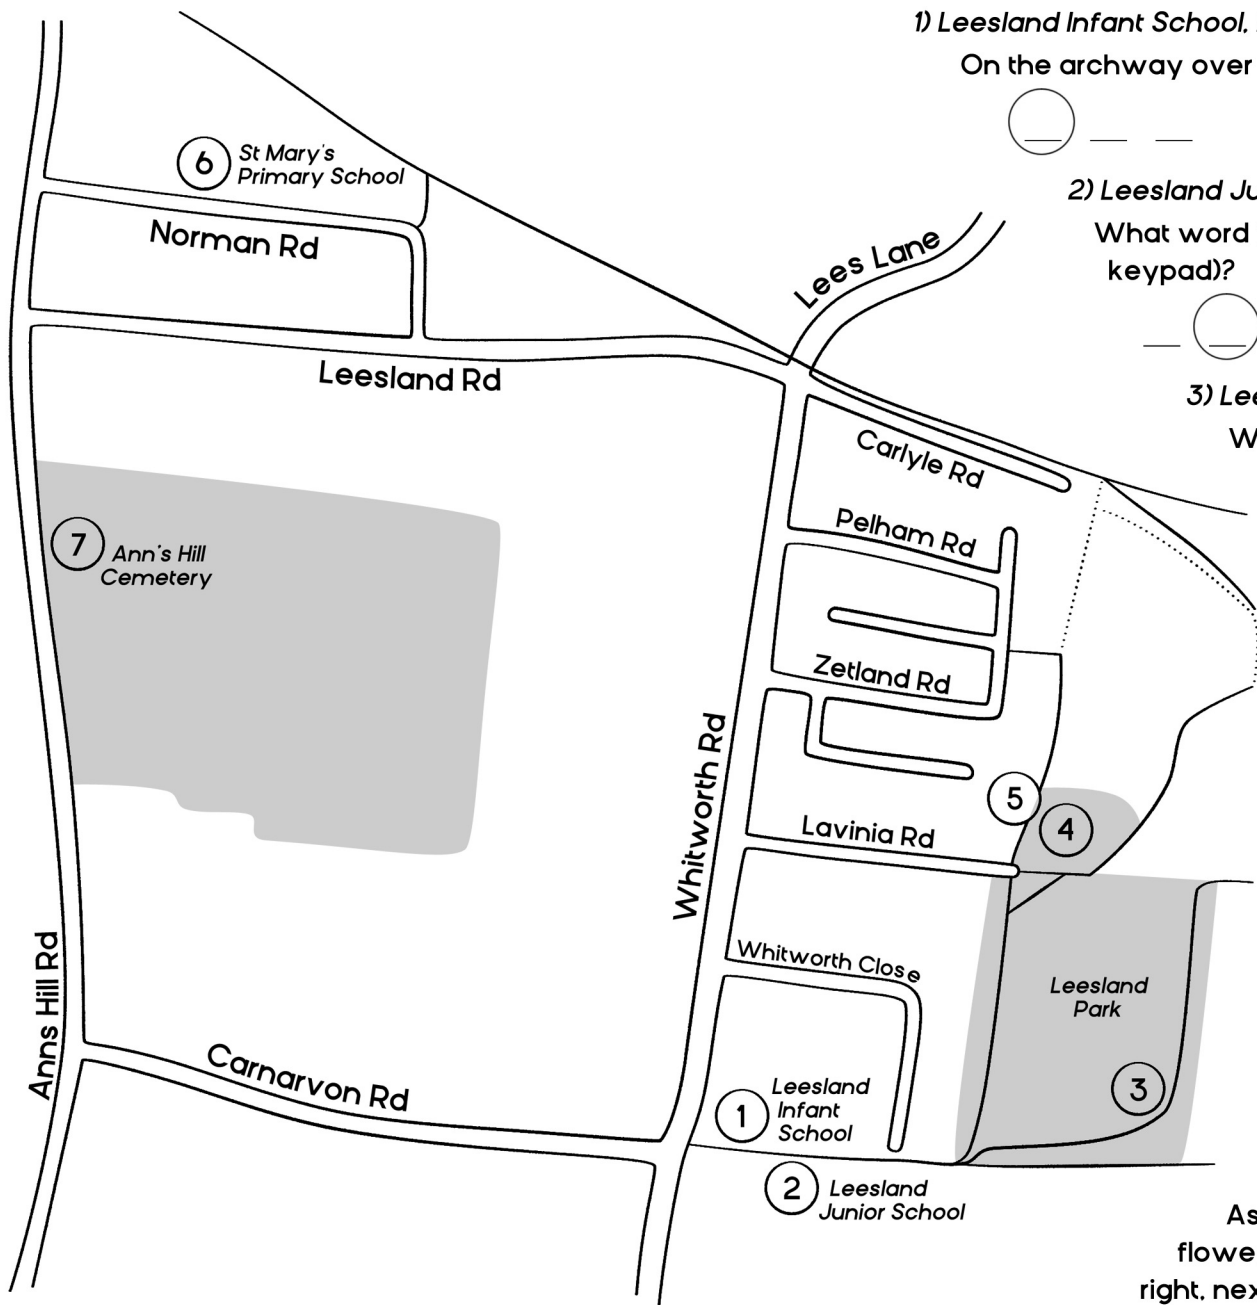 1) Leesland Infant School,
On the archway over
2) Leesland Ju
What word
keypad)?
3) Lee
W
6
St Mary's
Primary School
Norman Rd
Lees Lane
Leesland Rd
Carlyle Rd
Pelham Rd
7
Ann's Hill
Cemetery
Zetland Rd
Whitworth Rd
5
4
Lavinia Rd
Whitworth Close
Leesland
Park
Anns Hill Rd
Carnarvon Rd
3
1
Leesland
Infant
School
2
Leesland
Junior School
As
flowe
right, nex